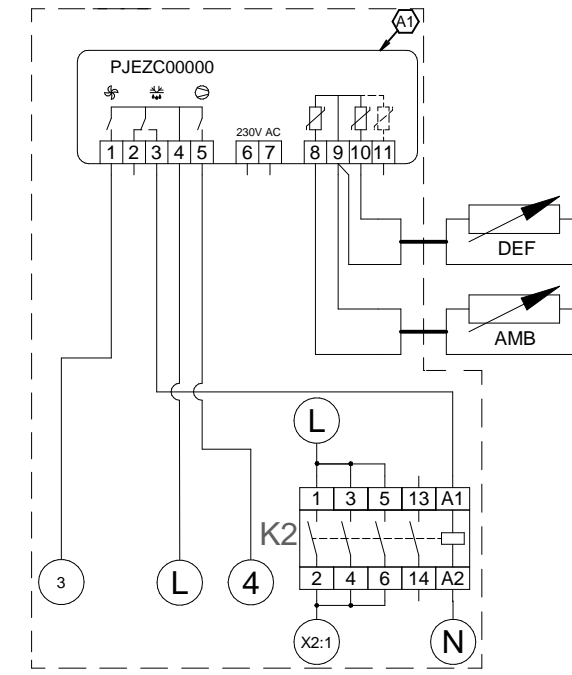 A1
PJEZC00000
230V AC
1 2 3 4 5 6 7 8 9 10 11
DEF
AMB
L
1 3 5 13 A1
K2
2 4 6 14 A2
3 L 4 X2:1 N